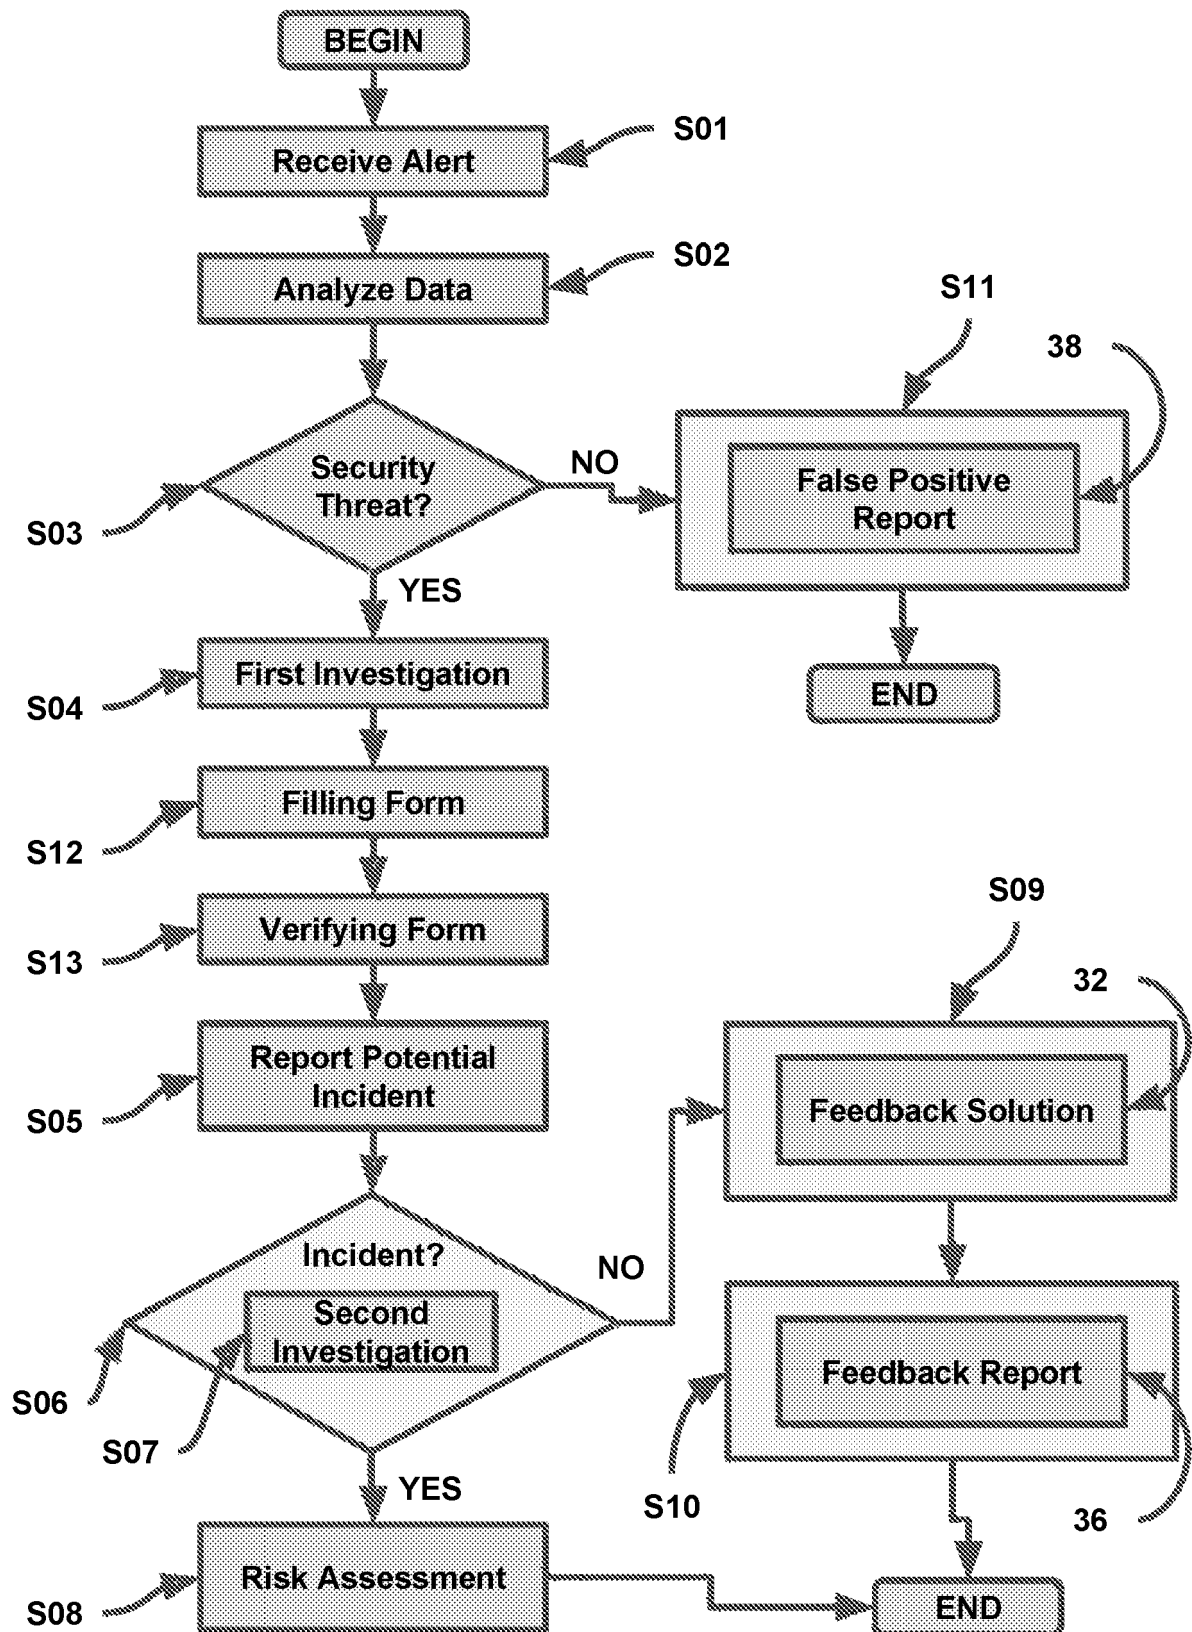 BEGIN
S01
Receive Alert
S02
Analyze Data
S11
38
Security
Threat?
NO
False Positive
Report
S03
YES
First Investigation
END
S04
Filling Form
S12
S09
Verifying Form
S13
32
Report Potential
Incident
Feedback Solution
S05
Incident?
NO
Second
Investigation
Feedback Report
S06
S07
YES
S10
36
Risk Assessment
S08
END